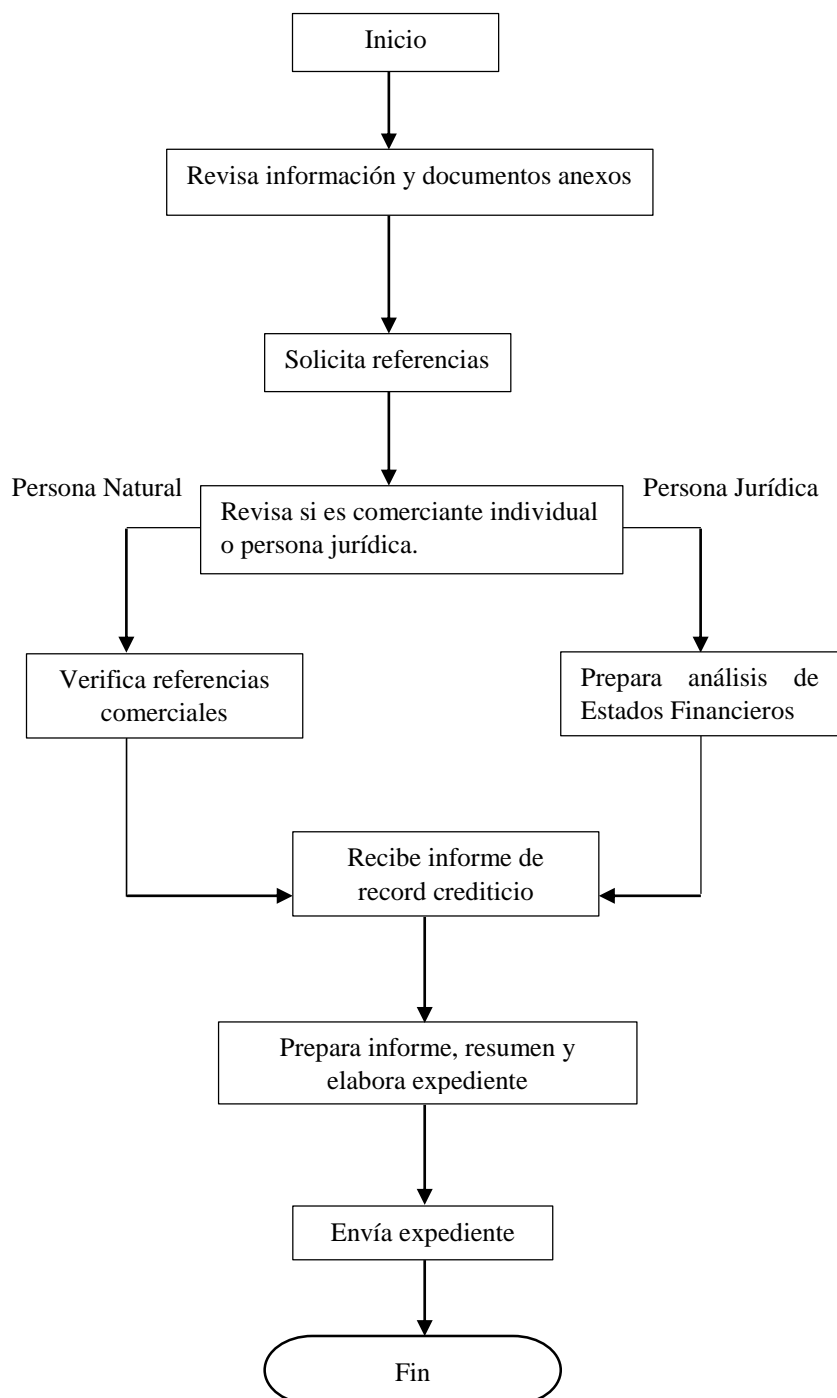 Inicio
Revisa información y documentos anexos
Solicita referencias
Persona Natural
Persona Jurídica
Revisa si es comerciante individual
o persona jurídica.
Verifica referencias
comerciales
Prepara análisis de
Estados Financieros
Recibe informe de
record crediticio
Prepara informe, resumen y
elabora expediente
Envía expediente
Fin